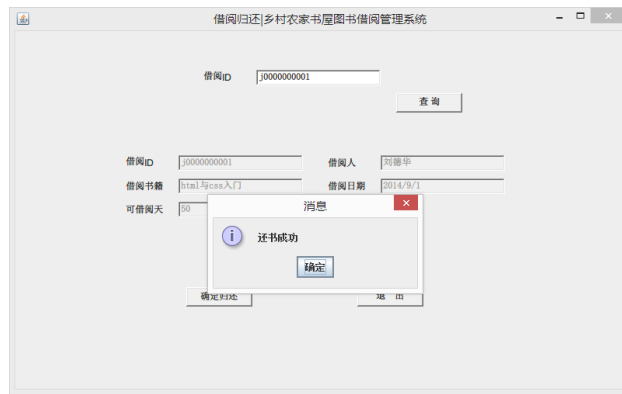 借阅归还|乡村农家书屋图书借阅管理系统
借阅ID j0000000001
查 询
借阅ID j0000000001 借阅人 刘德华
借阅书籍 html与css入门 借阅日期 2014/9/1
可借阅天 50
消息
还书成功
确定
确定归还 退 出